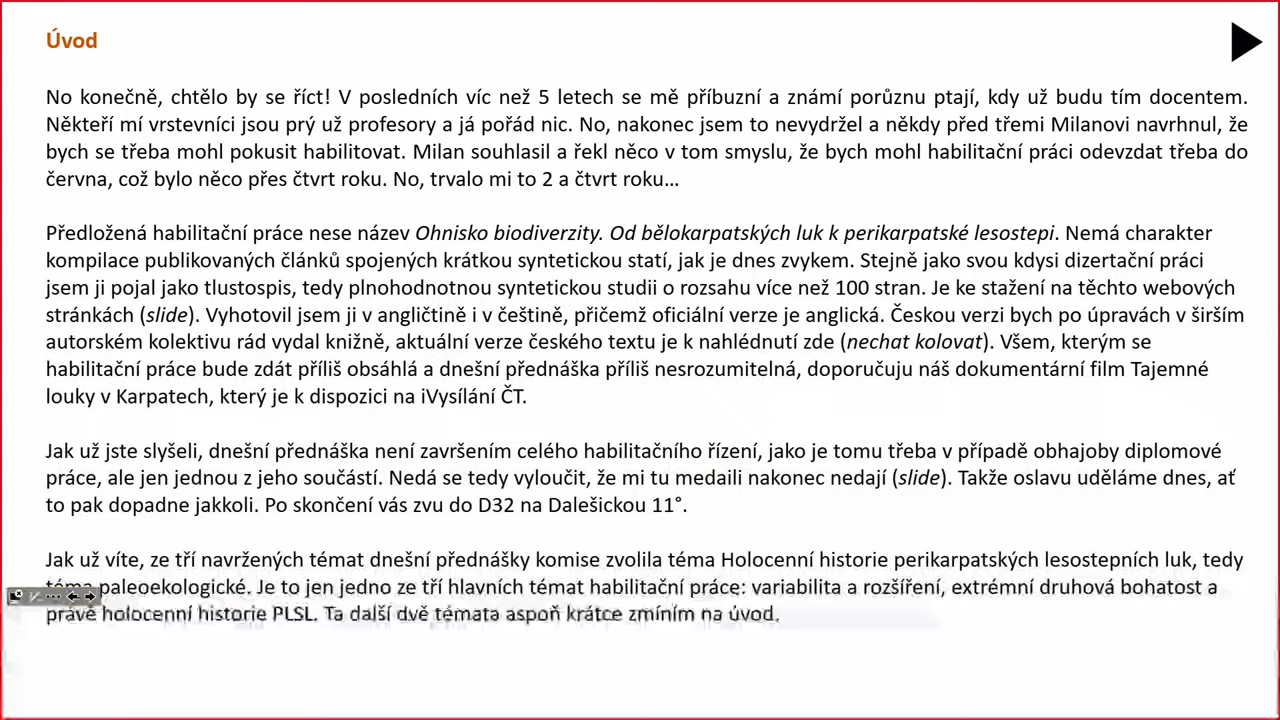 Úvod
No konečně, chtělo by se říct! V posledních víc než 5 letech se mě příbuzní a známí porůznu ptají, kdy už budu tím docentem.
Někteří mí vrstevníci jsou prý už profesory a já pořád nic. No, nakonec jsem to nevydržel a někdy před třemi Milanovi navrhnul, že
bych se třeba mohl pokusit habilitovat. Milan souhlasil a řekl něco v tom smyslu, že bych mohl habilitační práci odevzdat třeba do
června, což bylo něco přes čtvrt roku. No, trvalo mi to 2 a čtvrt roku…
Předložená habilitační práce nese název Ohnisko biodiverzity. Od bělokarpatských luk k perikarpatské lesostepi. Nemá charakter
kompilace publikovaných článků spojených krátkou syntetickou statí, jak je dnes zvykem. Stejně jako svou kdysi dizertační práci
jsem ji pojal jako tlustospis, tedy plnohodnotnou syntetickou studii o rozsahu více než 100 stran. Je ke stažení na těchto webových
stránkách (slide). Vyhotovil jsem ji v angličtině i v češtině, přičemž oficiální verze je anglická. Českou verzi bych po úpravách v širším
autorském kolektivu rád vydal knižně, aktuální verze českého textu je k nahlédnutí zde (nechat kolovat). Všem, kterým se
habilitační práce bude zdát příliš obsáhlá a dnešní přednáška příliš nesrozumitelná, doporučuju náš dokumentární film Tajemné
louky v Karpatech, který je k dispozici na iVysílání ČT.
Jak už jste slyšeli, dnešní přednáška není završením celého habilitačního řízení, jako je tomu třeba v případě obhajoby diplomové
práce, ale jen jednou z jeho součástí. Nedá se tedy vyloučit, že mi tu medaili nakonec nedají (slide). Takže oslavu uděláme dnes, ať
to pak dopadne jakkoli. Po skončení vás zvu do D32 na Dalešickou 11°.
Jak už víte, ze tří navržených témat dnešní přednášky komise zvolila téma Holocenní historie perikarpatských lesostepních luk, tedy
téma paleoekologické. Je to jen jedno ze tří hlavních témat habilitační práce: variabilita a rozšíření, extrémní druhová bohatost a
právě holocenní historie PLSL. Ta další dvě témata aspoň krátce zmíním na úvod.